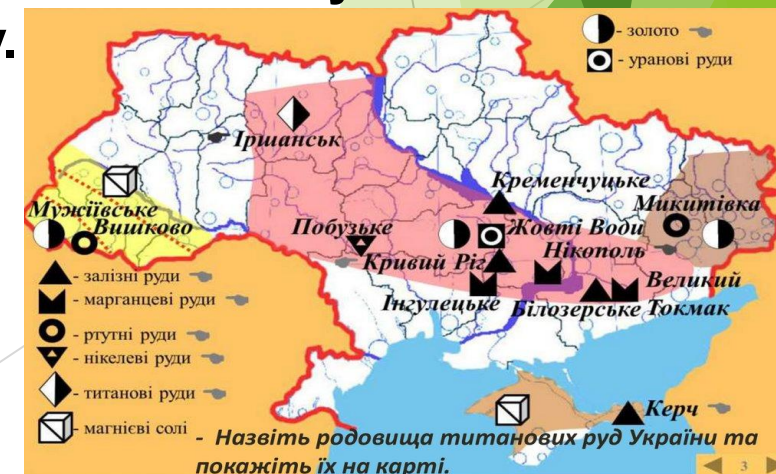 у.
- золото
- уранові руди
Іршанськ
Кременчуцьке
Микитівка
Мужіївське
Вишково
Побузьке
Жовті Води
Нікополь
Кривий Ріг
Великий
Інгулецьке
Білозерське Токмак
- залізні руди
- марганцеві руди
- ртутні руди
- нікелеві руди
- титанові руди
- магнієві солі
Керч
- Назвіть родовища титанових руд України та
покажіть їх на карті.
3